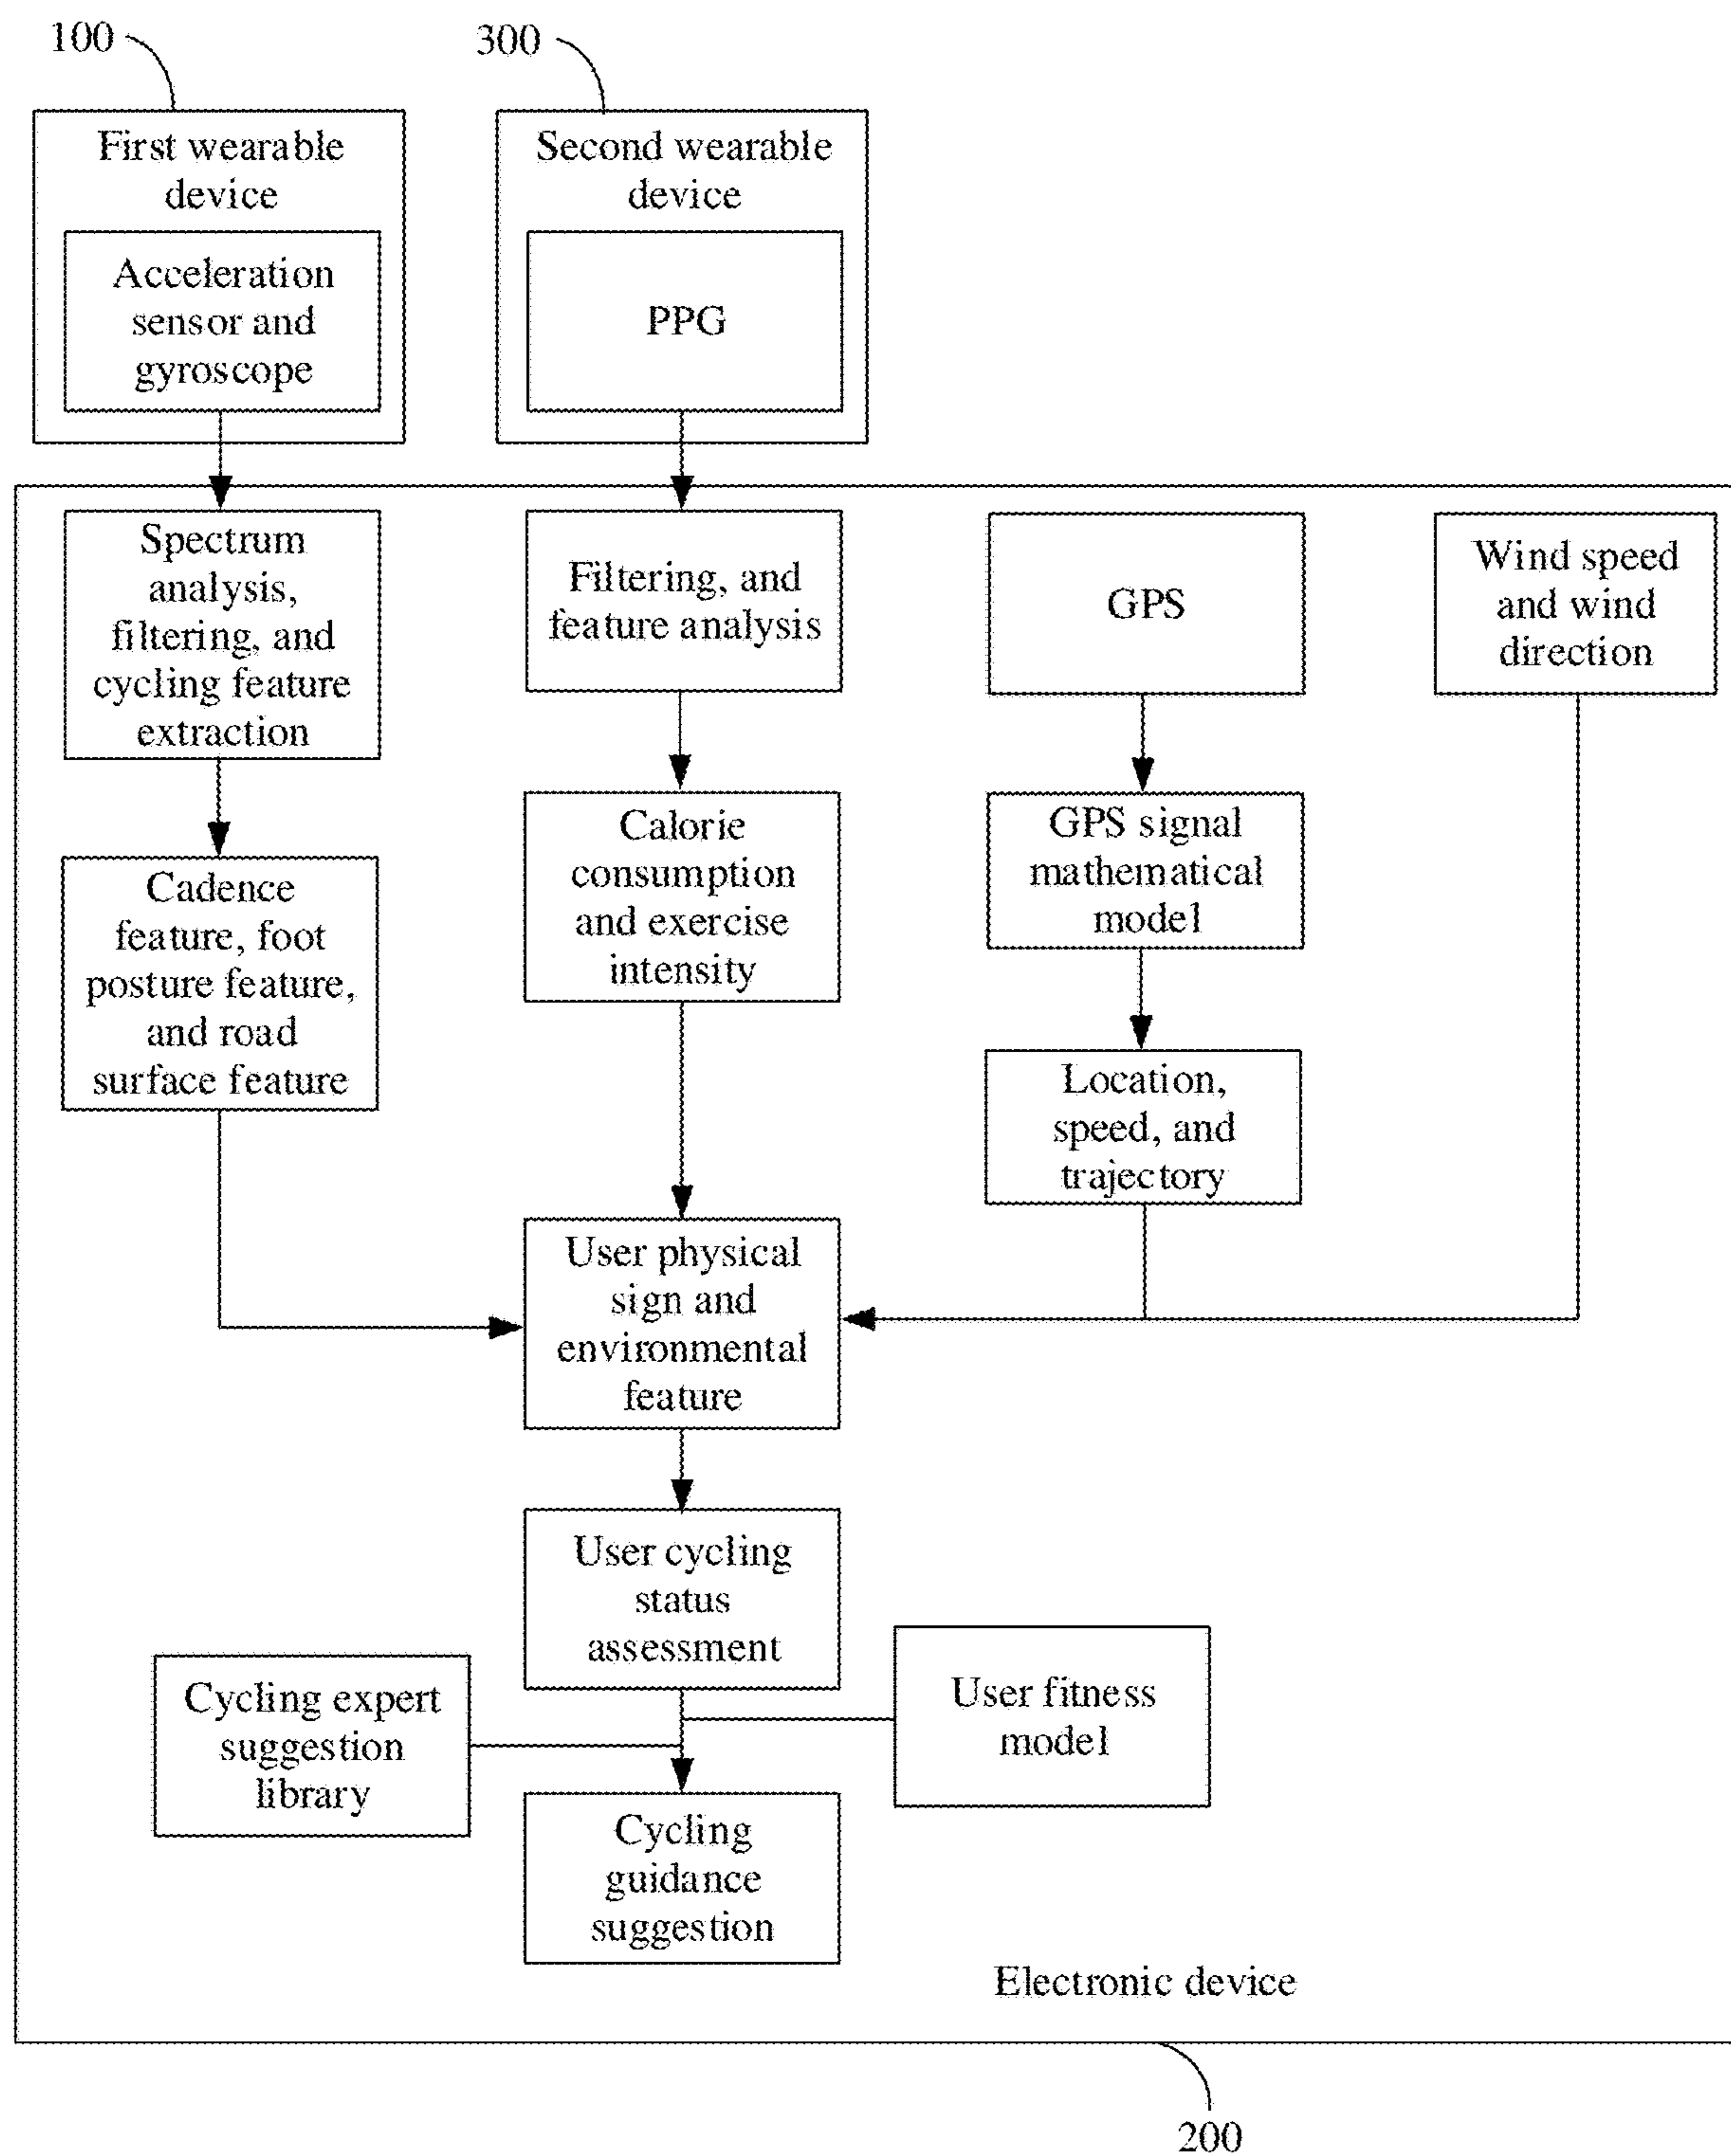 100
300
First wearable
device
Acceleration
sensor and
gyroscope
Second wearable
device
PPG
Spectrum
analysis,
filtering, and
cycling feature
extraction
Filtering, and
feature analysis
GPS
Wind speed
and wind
direction
Cadence
feature, foot
posture feature,
and road
surface feature
Calorie
consumption
and exercise
intensity
GPS signal
mathematical
model
Location,
speed, and
trajectory
User physical
sign and
environmental
feature
User cycling
status
assessment
Cycling expert
suggestion
library
User fitness
model
Cycling
guidance
suggestion
Electronic device
200